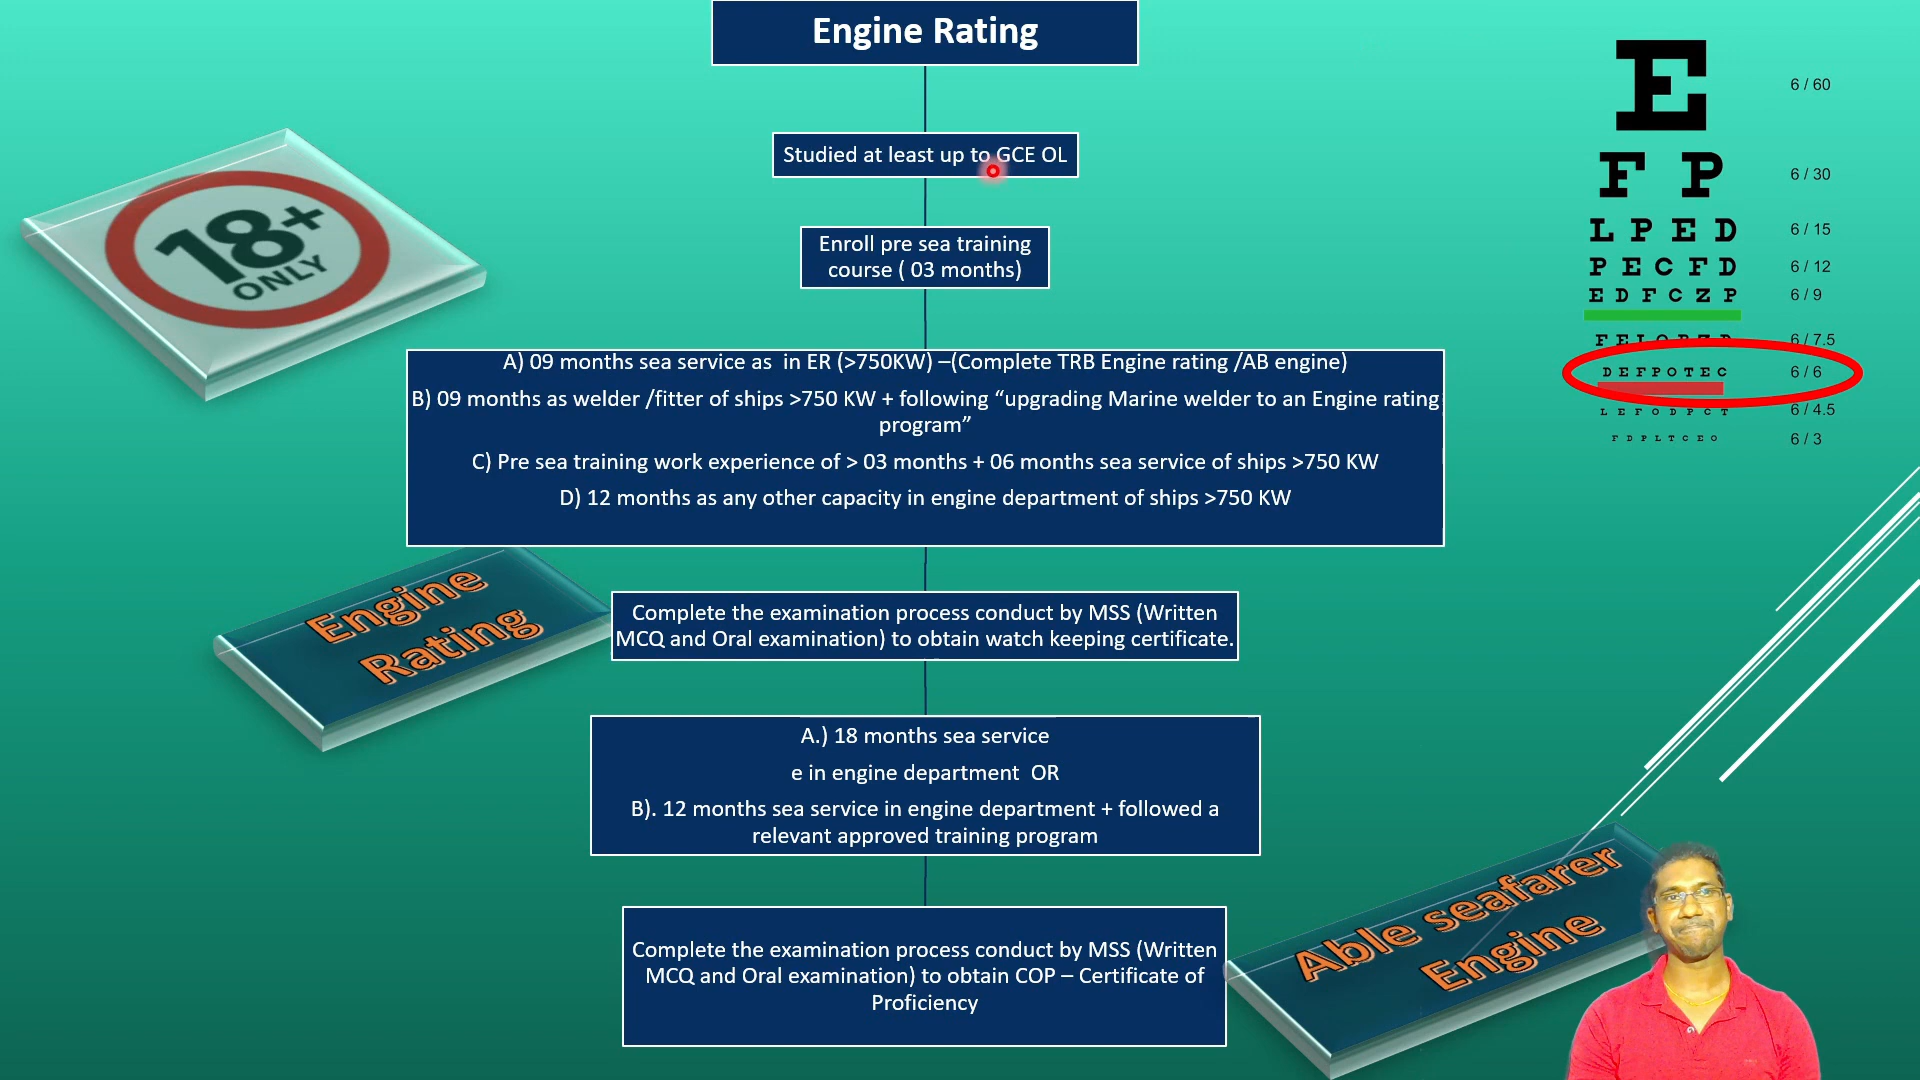 Engine Rating
Studied at least up to GCE OL
Enroll pre sea training
course ( 03 months)
A) 09 months sea service as  in ER (>750KW) –(Complete TRB Engine rating /AB engine)
B) 09 months as welder /fitter of ships >750 KW + following “upgrading Marine welder to an Engine rating
program”
C) Pre sea training work experience of > 03 months + 06 months sea service of ships >750 KW
D) 12 months as any other capacity in engine department of ships >750 KW
Complete the examination process conduct by MSS (Written
MCQ and Oral examination) to obtain watch keeping certificate.
A.) 18 months sea service
e in engine department  OR
B). 12 months sea service in engine department + followed a
relevant approved training program
Complete the examination process conduct by MSS (Written
MCQ and Oral examination) to obtain COP – Certificate of
Proficiency
18+
ONLY
Engine
Rating
Able seafarer
Engine
E 6 / 60
F P 6 / 30
L P E D 6 / 15
P E C F D 6 / 12
E D F C Z P 6 / 9
6 / 7.5
D E F P O T E C 6 / 6
L E F O D P C T 6 / 4.5
F D P L T C E O 6 / 3